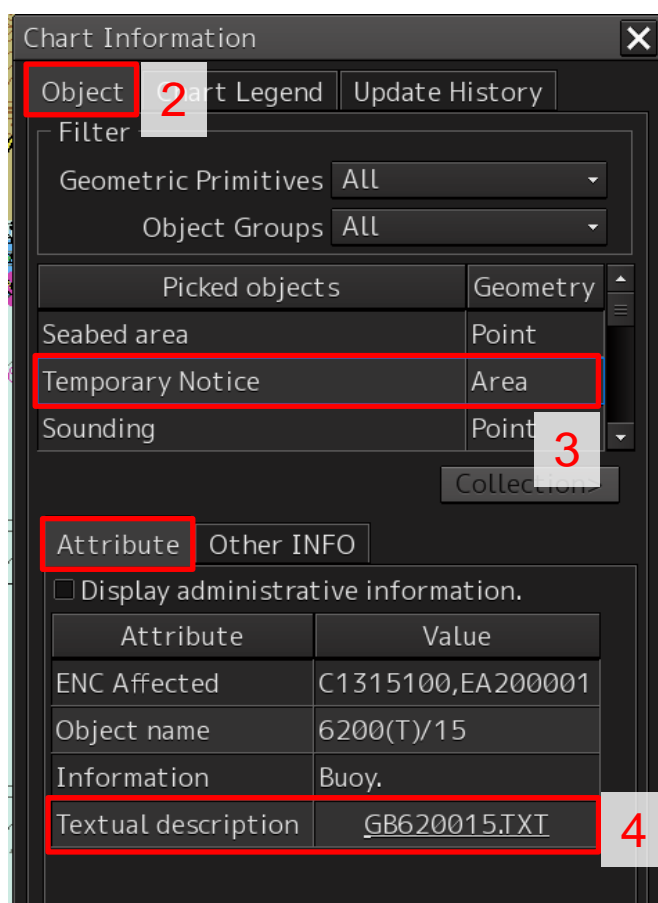 Chart Information
Object Chart Legend Update History
2
Filter
Geometric Primitives All
Object Groups All
Picked objects Geometry
Seabed area Point
Temporary Notice Area
Sounding Point
3
Collection>
Attribute Other INFO
Display administrative information.
Attribute Value
ENC Affected C1315100,EA200001
Object name 6200(T)/15
Information Buoy.
Textual description GB620015.TXT
4